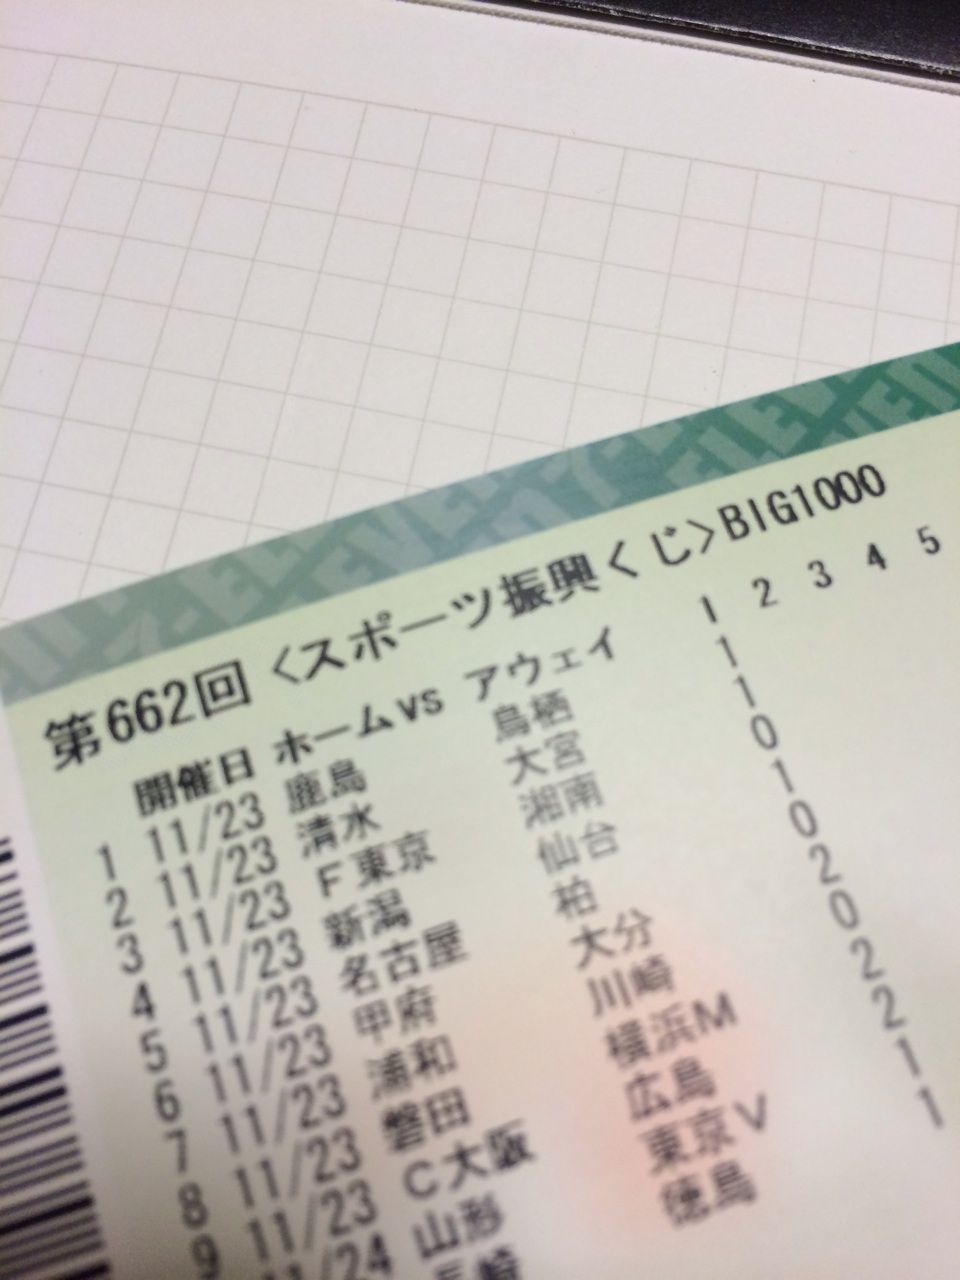 7-ELEVEN 7-ELEVEN
第662回 <スポーツ振興くじ>BIG1000
開催日 ホームvs アウェイ 1 2 3 4 5
1 11/23 鹿島 鳥栖 1
2 11/23 清水 大宮 1
3 11/23 F東京 湘南 0
4 11/23 新潟 仙台 1
5 11/23 名古屋 柏 0
6 11/23 甲府 大分 2
7 11/23 浦和 川崎 0
8 11/23 磐田 横浜M 2
9 11/23 C大阪 広島 2
11/24 山形 東京V 1
長崎 徳島 1